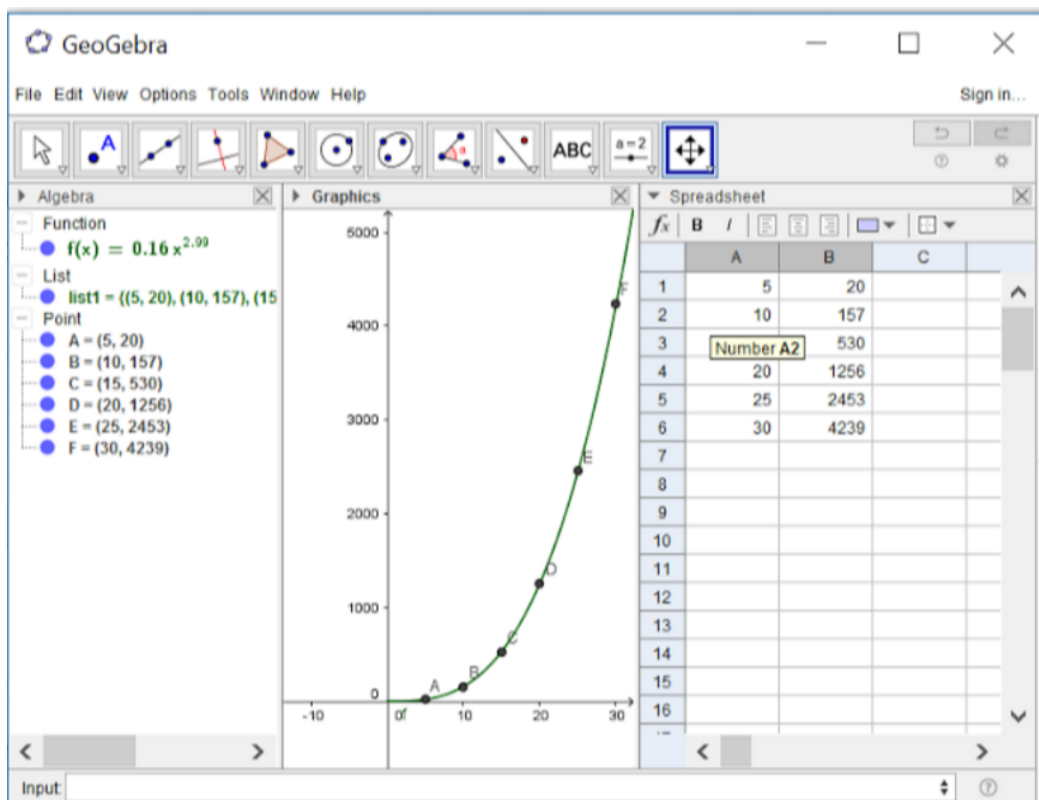 GeoGebra
File Edit View Options Tools Window Help
Sign in...
A
α
ABC
a=2
Algebra
Function
f(x) = 0.16 x^2.99
List
list1 = {(5, 20), (10, 157), (15
Point
A = (5, 20)
B = (10, 157)
C = (15, 530)
D = (20, 1256)
E = (25, 2453)
F = (30, 4239)
Graphics
5000
4000
3000
2000
1000
0
-10 0f 10 20 30
A
B
C
D
E
F
Spreadsheet
fx B I
A B C
1 5 20
2 10 157
3 Number A2 530
4 20 1256
5 25 2453
6 30 4239
7
8
9
10
11
12
13
14
15
16
Input: